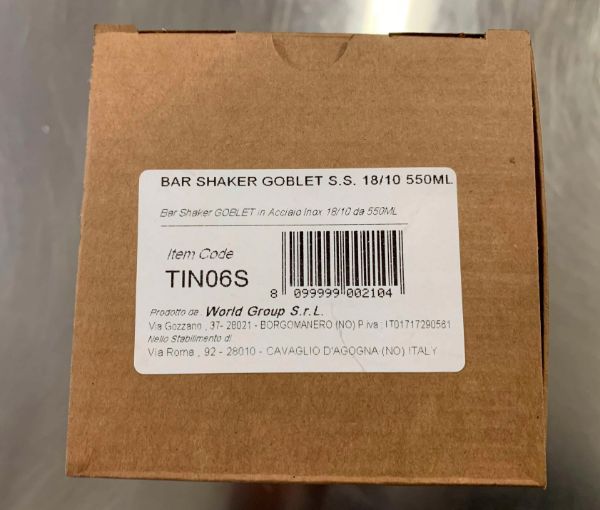 BAR SHAKER GOBLET S.S. 18/10 550ML
Bar Shaker GOBLET in Acciaio Inox 18/10 da 550ML
Item Code
TIN06S
8 099999 002104
Prodotto da World Group S.r.L.
Via Gozzano , 37- 28021 - BORGOMANERO (NO) P.iva : IT01717290561
Nello Stabilimento di
Via Roma , 92 - 28010 - CAVAGLIO D'AGOGNA (NO) ITALY